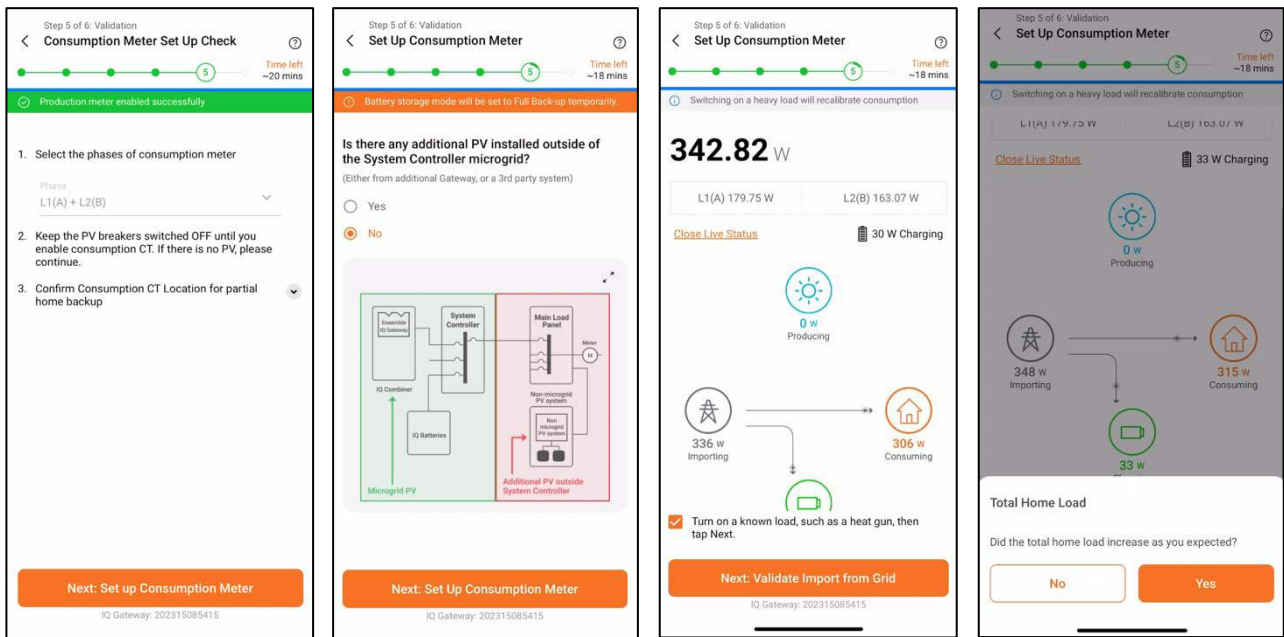 Step 5 of 6: Validation
Consumption Meter Set Up Check
?
5
Time left
~20 mins
Production meter enabled successfully
1. Select the phases of consumption meter
Phase
L1(A) + L2(B)
2. Keep the PV breakers switched OFF until you
enable consumption CT. If there is no PV, please
continue.
3. Confirm Consumption CT Location for partial
home backup
Next: Set up Consumption Meter
IQ Gateway: 202315085415
Step 5 of 6: Validation
Set Up Consumption Meter
?
5
Time left
~18 mins
Battery storage mode will be set to Full Back-up temporarily.
Is there any additional PV installed outside of
the System Controller microgrid?
(Either from additional Gateway, or a 3rd party system)
Yes
No
Ensemble
IQ Gateway
IQ Combiner
System
Controller
IQ Batteries
Microgrid PV
Main Load
Panel
Meter
M
Non-microgrid
PV system
Non
microgrid
PV system
Additional PV outside
System Controller
Next: Set Up Consumption Meter
IQ Gateway: 202315085415
Step 5 of 6: Validation
Set Up Consumption Meter
?
5
Time left
~18 mins
Switching on a heavy load will recalibrate consumption
342.82 W
L1(A) 179.75 W L2(B) 163.07 W
Close Live Status 30 W Charging
0 W
Producing
336 W
Importing
306 W
Consuming
Turn on a known load, such as a heat gun, then
tap Next.
Next: Validate Import from Grid
IQ Gateway: 202315085415
Step 5 of 6: Validation
Set Up Consumption Meter
?
5
Time left
~18 mins
Switching on a heavy load will recalibrate consumption
L1(A) 179.75 W L2(B) 163.07 W
Close Live Status 33 W Charging
0 W
Producing
348 W
Importing
315 W
Consuming
33 W
Total Home Load
Did the total home load increase as you expected?
No
Yes